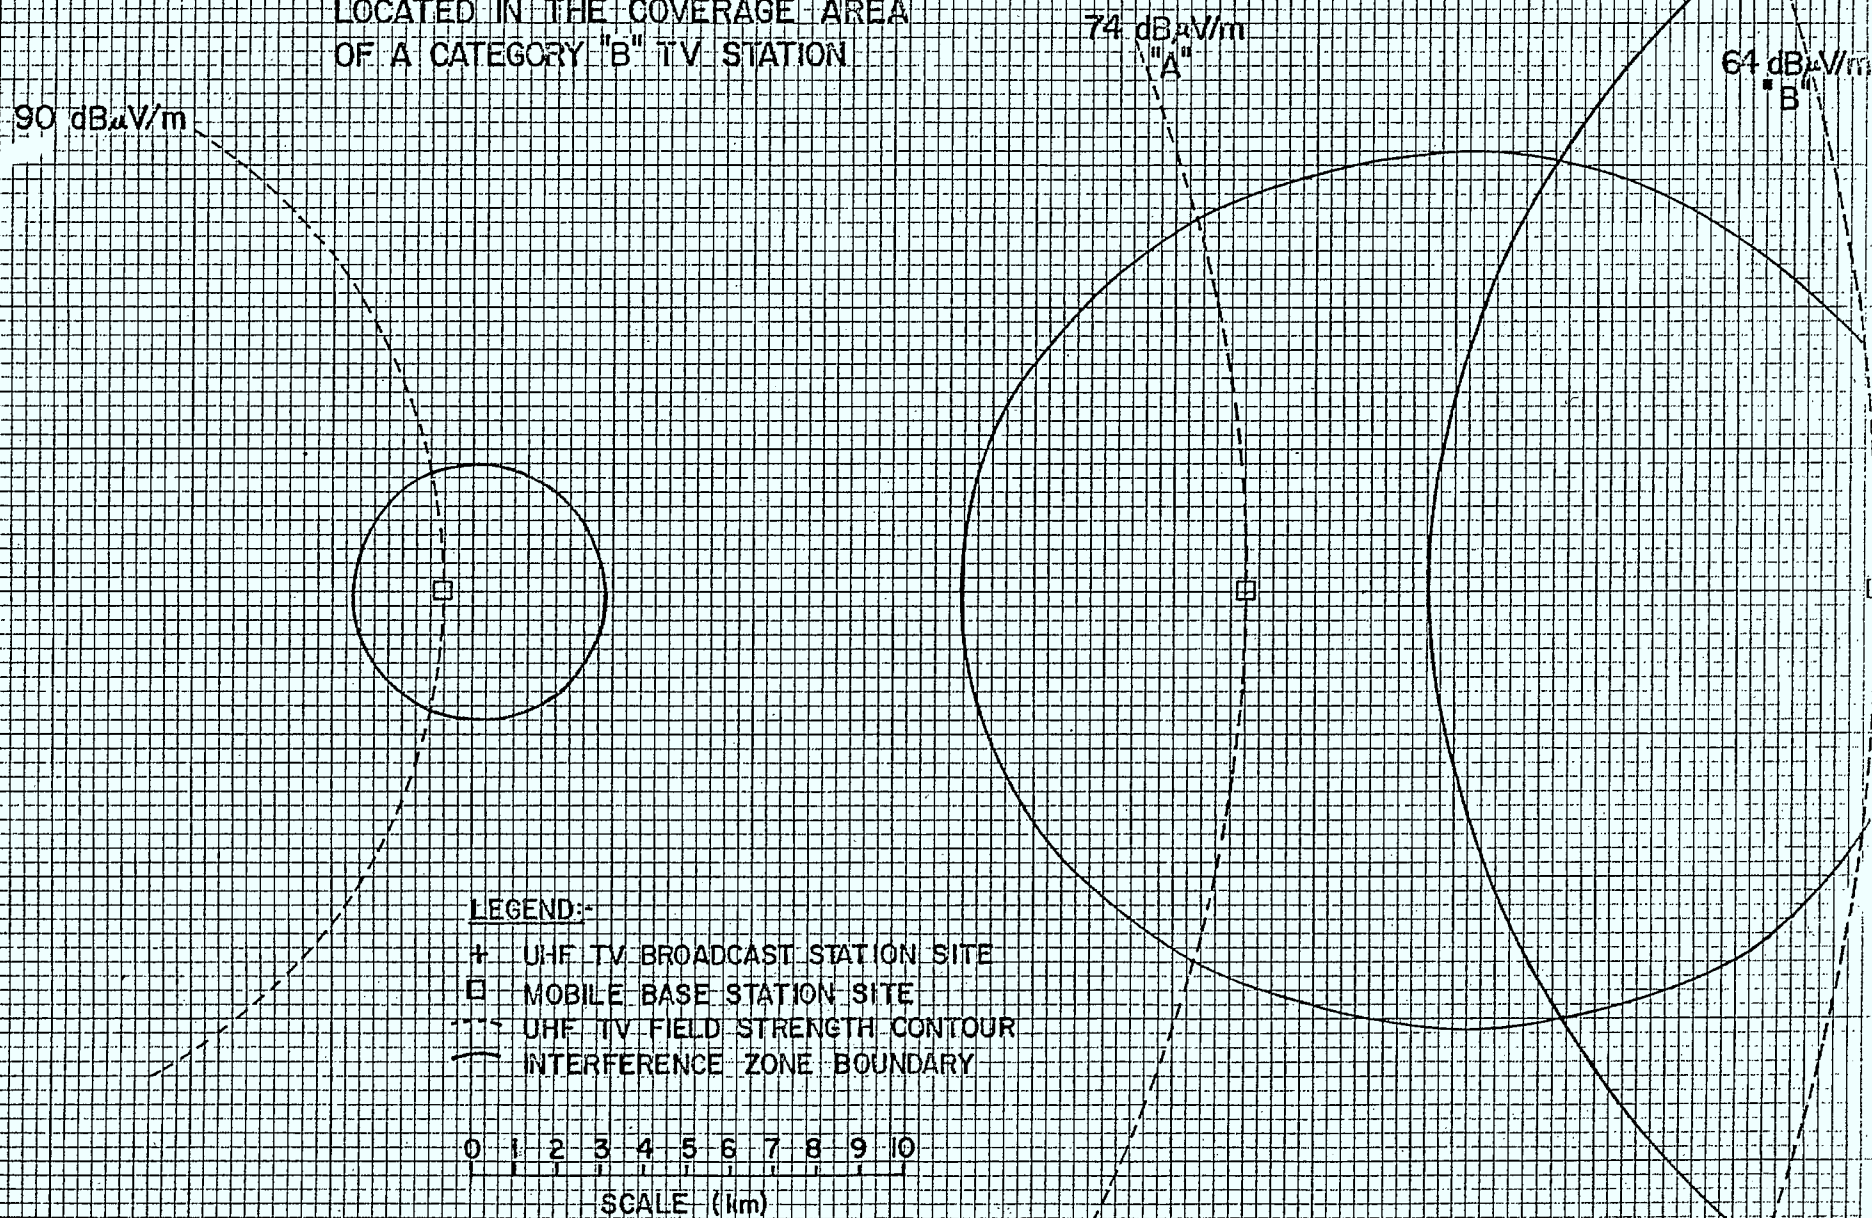 LOCATED IN THE COVERAGE AREA
OF A CATEGORY "B" TV STATION
90 dBµV/m
74 dBµV/m
"A"
64 dBµV/m
"B"
LEGEND:-
+ UHF TV BROADCAST STATION SITE
□ MOBILE BASE STATION SITE
--- UHF TV FIELD STRENGTH CONTOUR
— INTERFERENCE ZONE BOUNDARY
0 1 2 3 4 5 6 7 8 9 10
SCALE (km)